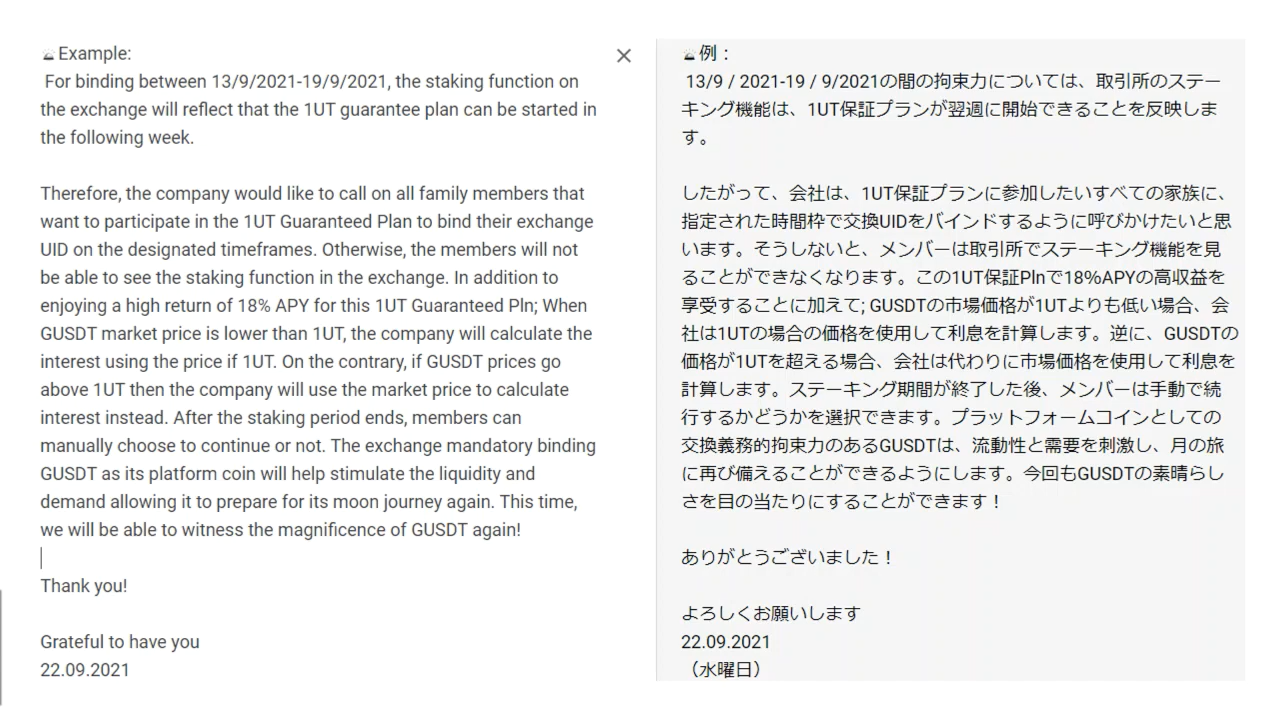 Example:
For binding between 13/9/2021-19/9/2021, the staking function on
the exchange will reflect that the 1UT guarantee plan can be started in
the following week.
Therefore, the company would like to call on all family members that
want to participate in the 1UT Guaranteed Plan to bind their exchange
UID on the designated timeframes. Otherwise, the members will not
be able to see the staking function in the exchange. In addition to
enjoying a high return of 18% APY for this 1UT Guaranteed Pln; When
GUSDT market price is lower than 1UT, the company will calculate the
interest using the price if 1UT. On the contrary, if GUSDT prices go
above 1UT then the company will use the market price to calculate
interest instead. After the staking period ends, members can
manually choose to continue or not. The exchange mandatory binding
GUSDT as its platform coin will help stimulate the liquidity and
demand allowing it to prepare for its moon journey again. This time,
we will be able to witness the magnificence of GUSDT again!
Thank you!
Grateful to have you
22.09.2021
例：
13/9 / 2021-19 / 9/2021の間の拘束力については、取引所のステー
キング機能は、1UT保証プランが翌週に開始できることを反映しま
す。
したがって、会社は、1UT保証プランに参加したいすべての家族に、
指定された時間枠で交換UIDをバインドするように呼びかけたいと思
います。そうしないと、メンバーは取引所でステーキング機能を見
ることができなくなります。この1UT保証Plnで18％APYの高収益を
享受することに加えて; GUSDTの市場価格が1UTよりも低い場合、会
社は1UTの場合の価格を使用して利息を計算します。逆に、GUSDTの
価格が1UTを超える場合、会社は代わりに市場価格を使用して利息を
計算します。ステーキング期間が終了した後、メンバーは手動で続
行するかどうかを選択できます。プラットフォームコインとしての
交換義務的拘束力のあるGUSDTは、流動性と需要を刺激し、月の旅
に再び備えることができるようにします。今回もGUSDTの素晴らし
さを目の当たりにすることができます！
ありがとうございました！
よろしくお願いします
22.09.2021
（水曜日）